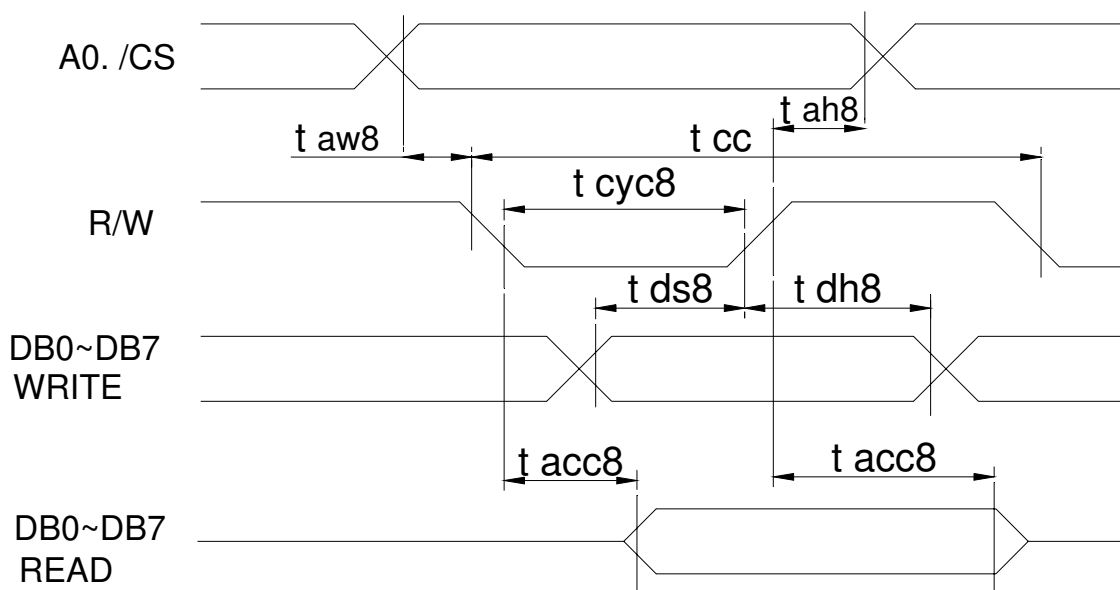 A0. /CS
t ah8
t aw8
t cc
t cyc8
R/W
t ds8
t dh8
DB0~DB7
WRITE
t acc8
t acc8
DB0~DB7
READ